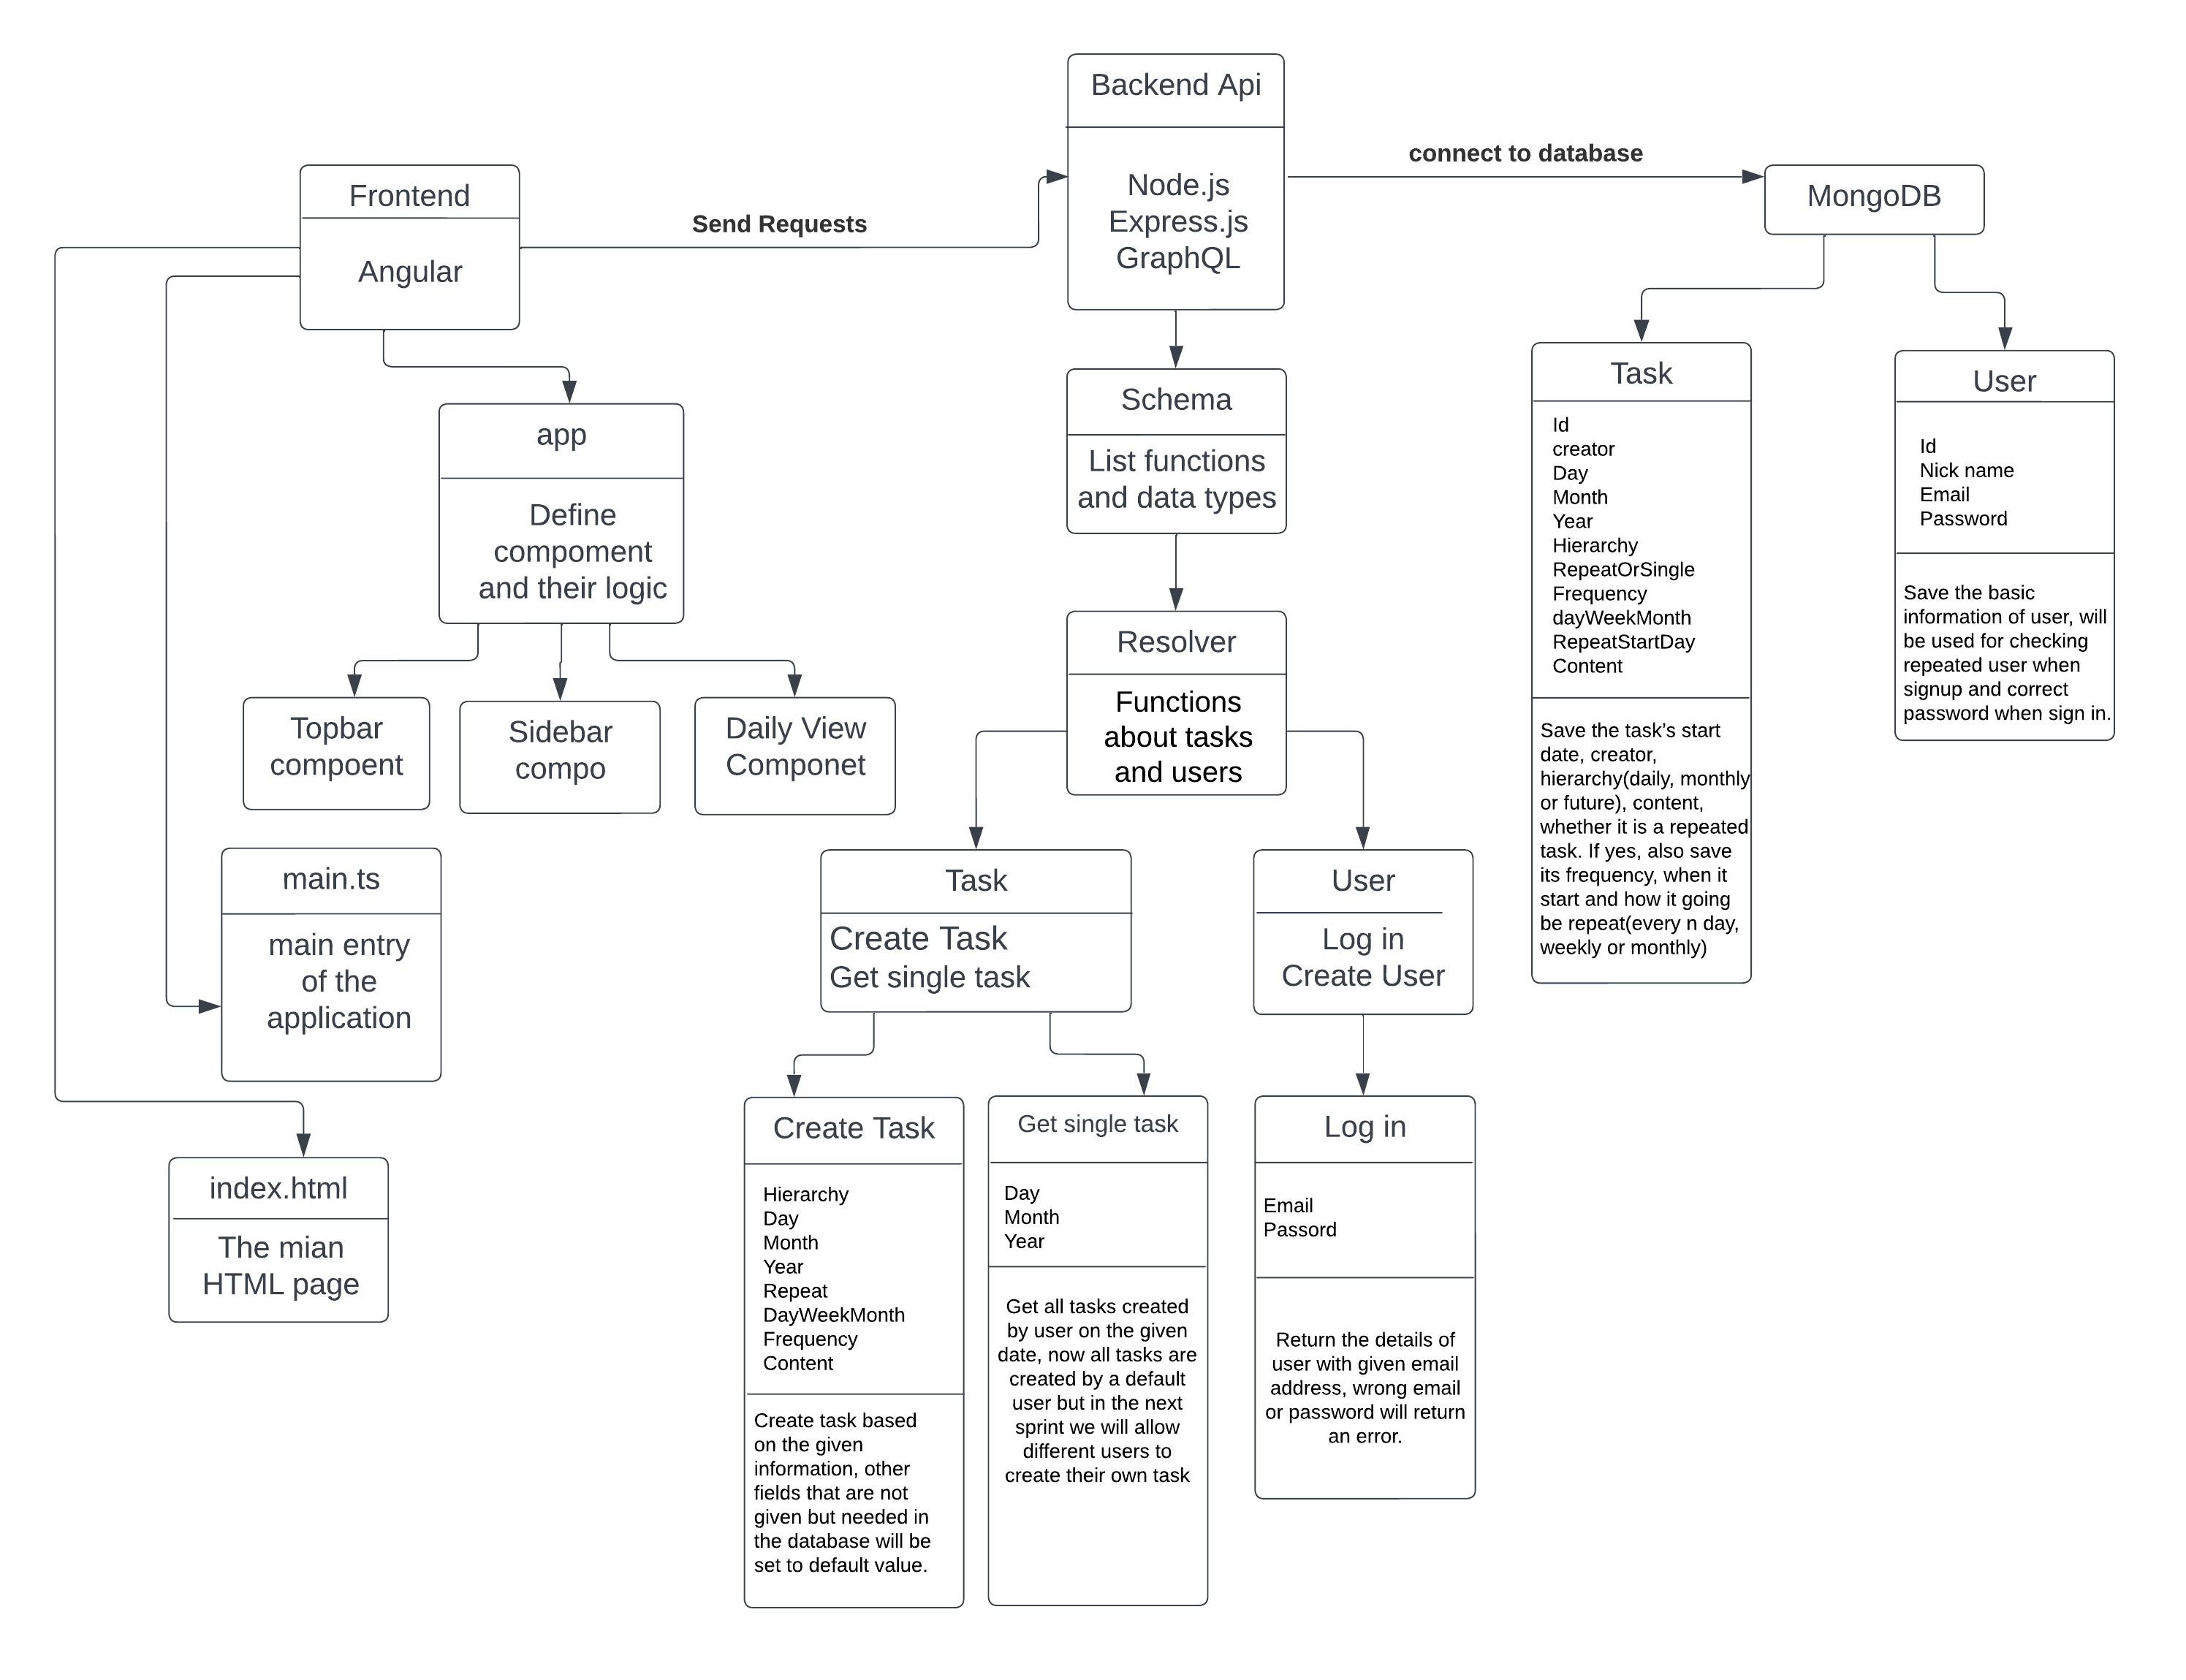 Backend Api
Node.js
Express.js
GraphQL
connect to database
MongoDB
Frontend
Angular
Send Requests
app
Define
compoment
and their logic
Topbar
compoent
Sidebar
compo
Daily View
Componet
main.ts
main entry
of the
application
index.html
The mian
HTML page
Schema
List functions
and data types
Resolver
Functions
about tasks
and users
Task
Create Task
Get single task
User
Log in
Create User
Create Task
Hierarchy
Day
Month
Year
Repeat
DayWeekMonth
Frequency
Content
Create task based
on the given
information, other
fields that are not
given but needed in
the database will be
set to default value.
Get single task
Day
Month
Year
Get all tasks created
by user on the given
date, now all tasks are
created by a default
user but in the next
sprint we will allow
different users to
create their own task
Log in
Email
Passord
Return the details of
user with given email
address, wrong email
or password will return
an error.
Task
Id
creator
Day
Month
Year
Hierarchy
RepeatOrSingle
Frequency
dayWeekMonth
RepeatStartDay
Content
Save the task’s start
date, creator,
hierarchy(daily, monthly
or future), content,
whether it is a repeated
task. If yes, also save
its frequency, when it
start and how it going
be repeat(every n day,
weekly or monthly)
User
Id
Nick name
Email
Password
Save the basic
information of user, will
be used for checking
repeated user when
signup and correct
password when sign in.